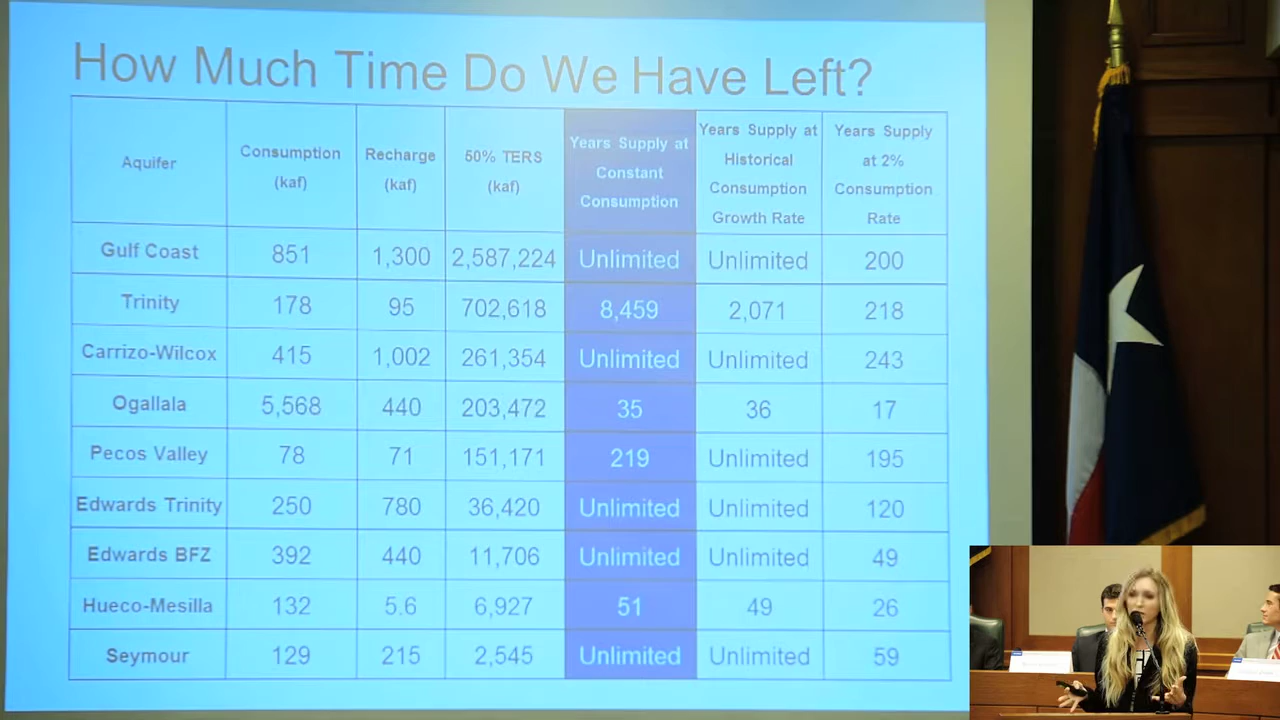 How Much Time Do We Have Left?
Aquifer
Consumption
(kaf)
Recharge
(kaf)
50% TERS
(kaf)
Years Supply at
Constant
Consumption
Years Supply at
Historical
Consumption
Growth Rate
Years Supply
at 2%
Consumption
Rate
Gulf Coast 851 1,300 2,587,224 Unlimited Unlimited 200
Trinity 178 95 702,618 8,459 2,071 218
Carrizo-Wilcox 415 1,002 261,354 Unlimited Unlimited 243
Ogallala 5,568 440 203,472 35 36 17
Pecos Valley 78 71 151,171 219 Unlimited 195
Edwards Trinity 250 780 36,420 Unlimited Unlimited 120
Edwards BFZ 392 440 11,706 Unlimited Unlimited 49
Hueco-Mesilla 132 5.6 6,927 51 49 26
Seymour 129 215 2,545 Unlimited Unlimited 59